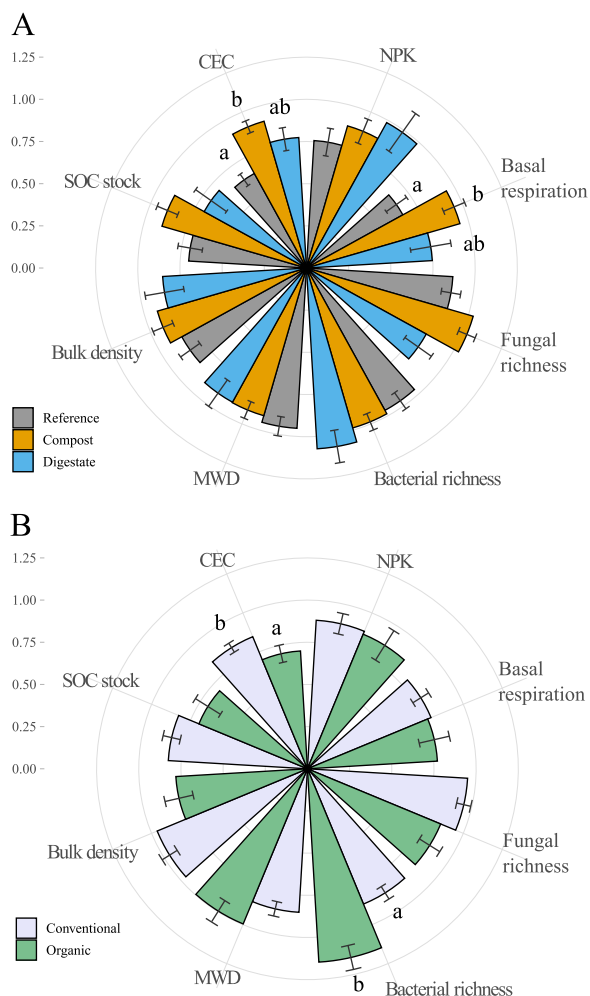 A
1.25
1.00
0.75
0.50
0.25
0.00
CEC
NPK
b
ab
a
SOC stock
Basal
respiration
a
b
ab
Bulk density
Fungal
richness
MWD
Bacterial richness
Reference
Compost
Digestate
B
1.25
1.00
0.75
0.50
0.25
0.00
CEC
NPK
b
a
SOC stock
Basal
respiration
Bulk density
Fungal
richness
a
MWD
b
Bacterial richness
Conventional
Organic